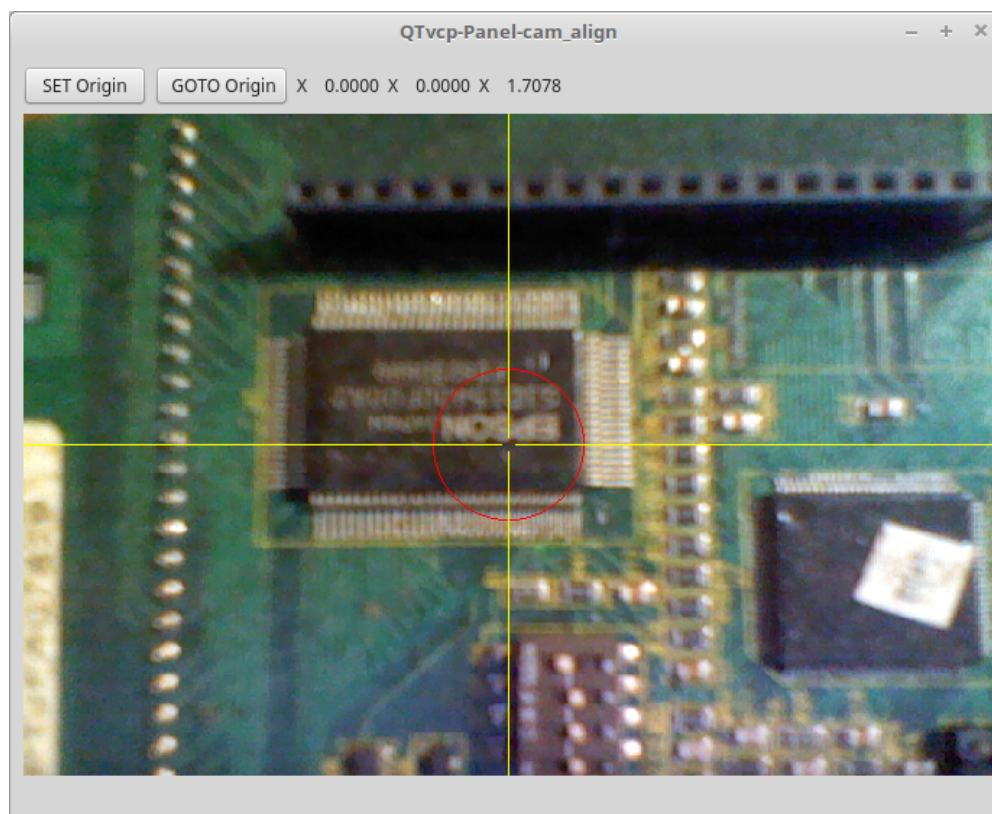 QTvcp-Panel-cam_align
SET Origin GOTO Origin X 0.0000 X 0.0000 X 1.7078
EPSON